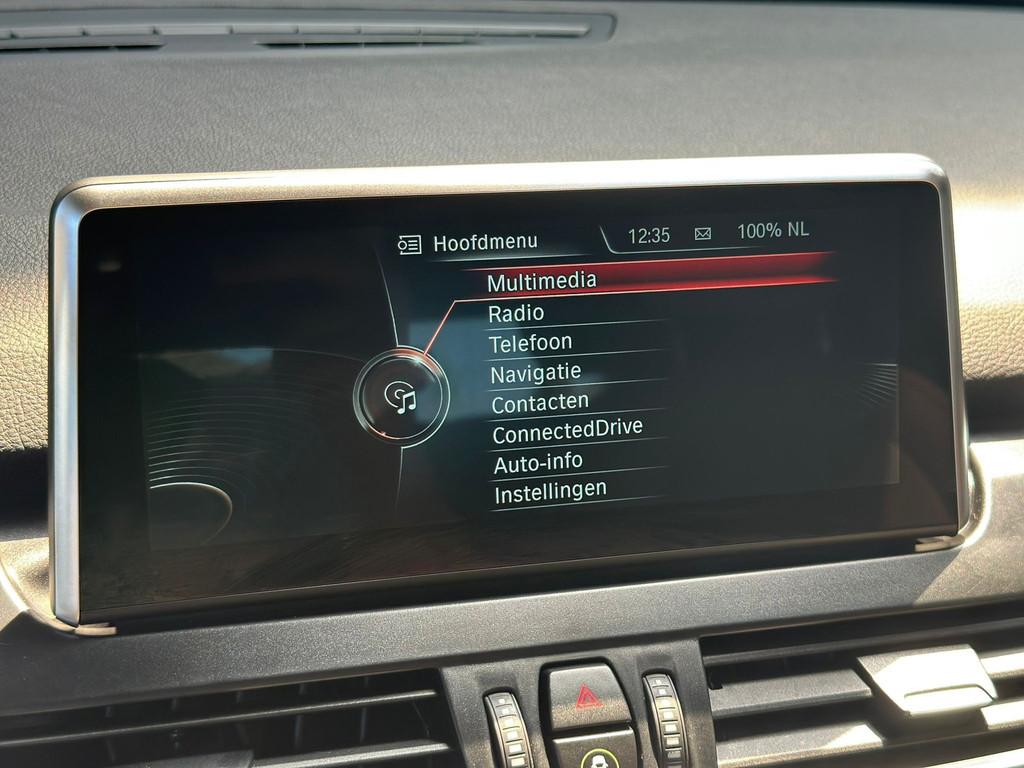 Hoofdmenu 12:35 100% NL
Multimedia
Radio
Telefoon
Navigatie
Contacten
ConnectedDrive
Auto-info
Instellingen